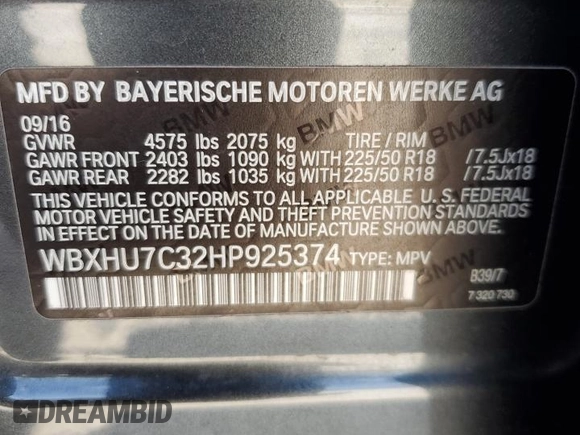 MFD BY BAYERISCHE MOTOREN WERKE AG
09/16
GVWR 4575 lbs 2075 kg TIRE / RIM
GAWR FRONT 2403 lbs 1090 kg WITH 225/50 R18 /7.5Jx18
GAWR REAR 2282 lbs 1035 kg WITH 225/50 R18 /7.5Jx18
THIS VEHICLE CONFORMS TO ALL APPLICABLE U. S. FEDERAL
MOTOR VEHICLE SAFETY AND THEFT PREVENTION STANDARDS
IN EFFECT ON THE DATE OF MANUFACTURE SHOWN ABOVE.
WBXHU7C32HP925374 TYPE: MPV
B39/7
7 320 730
DREAMBID